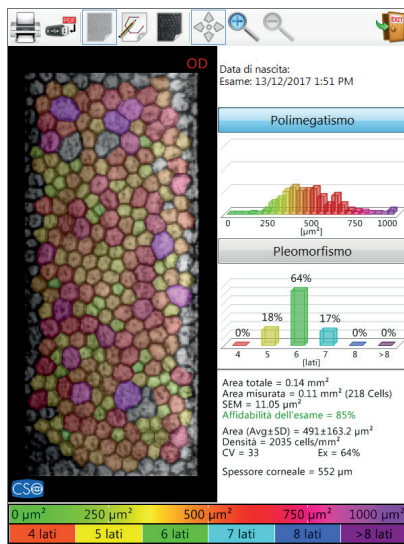 PDF
EXIT
OD
Data di nascita:
Esame: 13/12/2017 1:51 PM
Polimegatismo
0 250 500 750 1000
[µm²]
Pleomorfismo
0% 18% 64% 17% 0% 0%
4 5 6 7 8 >8
[lati]
Area totale = 0.14 mm²
Area misurata = 0.11 mm² (218 Cells)
SEM = 11.05 µm²
Affidabilità dell'esame = 85%
Area (Avg±SD) = 491±163.2 µm²
Densità = 2035 cells/mm²
CV = 33 Ex = 64%
Spessore corneale = 552 µm
CSO
0 µm² 250 µm² 500 µm² 750 µm² 1000 µm²
4 lati 5 lati 6 lati 7 lati 8 lati >8 lati